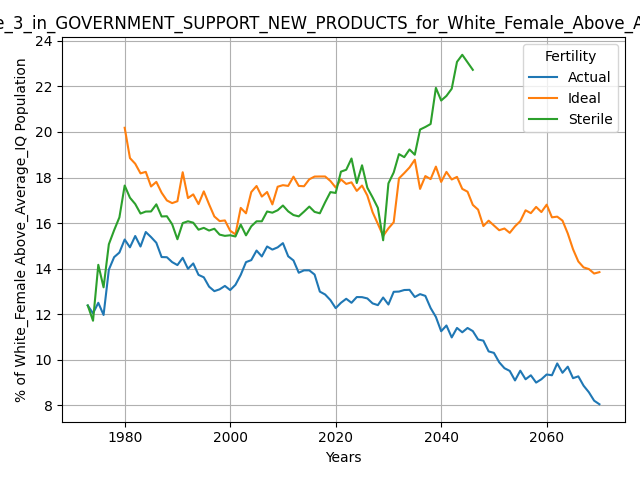 e_3_in_GOVERNMENT_SUPPORT_NEW_PRODUCTS_for_White_Female_Above_A
24
22
20
18
16
14
12
10
8
% of White_Female Above_Average_IQ Population
Fertility
Actual
Ideal
Sterile
1980
2000
2020
2040
2060
Years